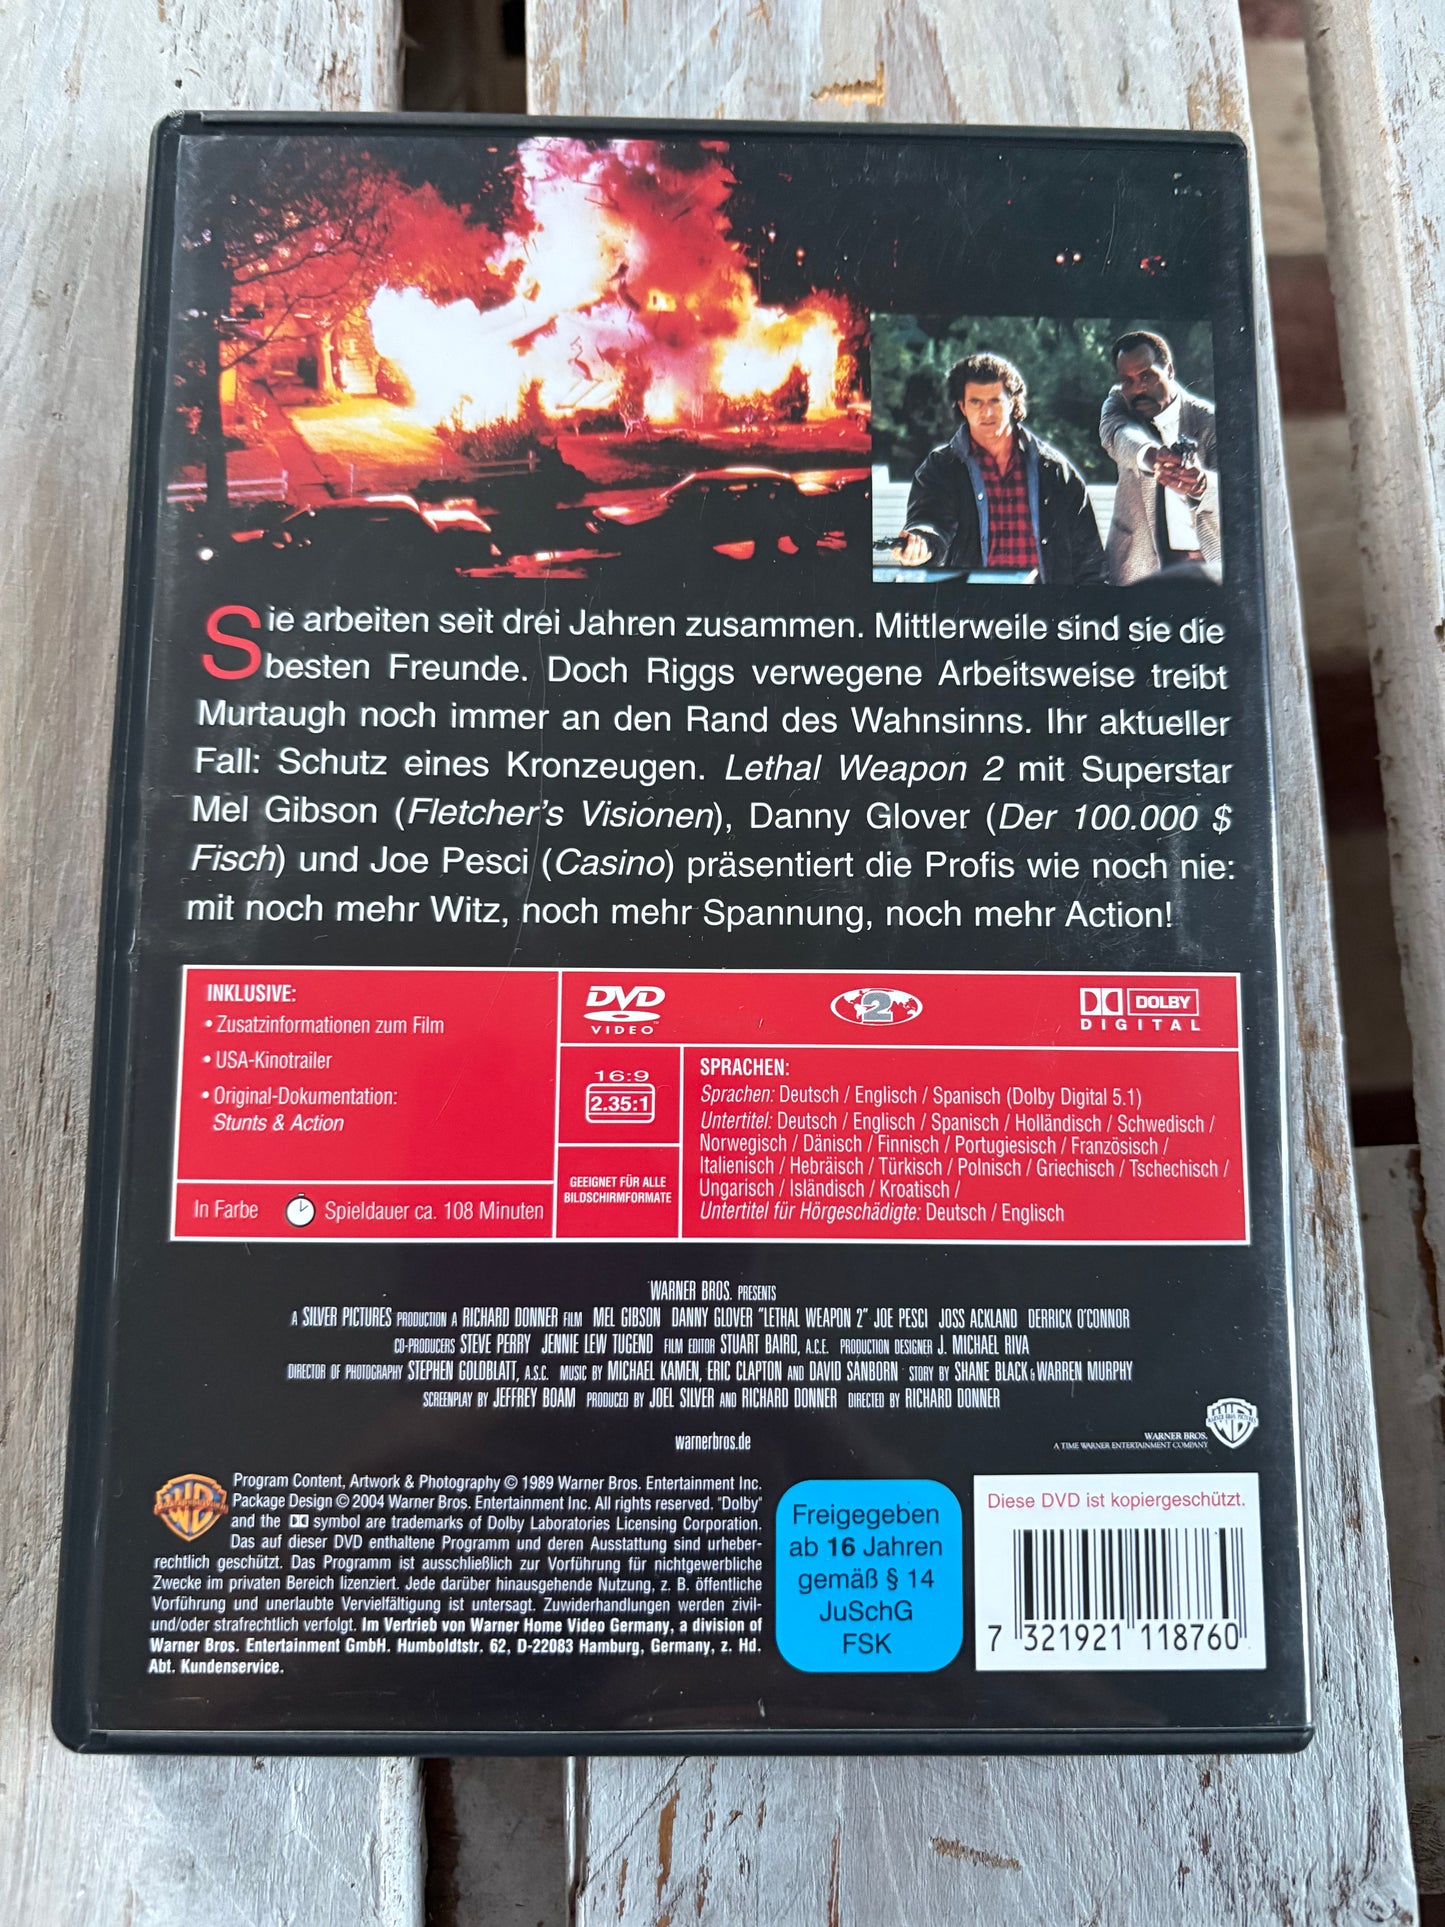 Sie arbeiten seit drei Jahren zusammen. Mittlerweile sind sie die
besten Freunde. Doch Riggs verwegene Arbeitsweise treibt
Murtaugh noch immer an den Rand des Wahnsinns. Ihr aktueller
Fall: Schutz eines Kronzeugen. Lethal Weapon 2 mit Superstar
Mel Gibson (Fletcher's Visionen), Danny Glover (Der 100.000 $
Fisch) und Joe Pesci (Casino) präsentiert die Profis wie noch nie:
mit noch mehr Witz, noch mehr Spannung, noch mehr Action!
INKLUSIVE:
• Zusatzinformationen zum Film
• USA-Kinotrailer
• Original-Dokumentation:
Stunts & Action
In Farbe
Spieldauer ca. 108 Minuten
DVD
VIDEO
2
DOLBY
DIGITAL
16:9
2.35:1
GEEIGNET FÜR ALLE
BILDSCHIRMFORMATE
SPRACHEN:
Sprachen: Deutsch / Englisch / Spanisch (Dolby Digital 5.1)
Untertitel: Deutsch / Englisch / Spanisch / Holländisch / Schwedisch /
Norwegisch / Dänisch / Finnisch / Portugiesisch / Französisch /
Italienisch / Hebräisch / Türkisch / Polnisch / Griechisch / Tschechisch /
Ungarisch / Isländisch / Kroatisch /
Untertitel für Hörgeschädigte: Deutsch / Englisch
WARNER BROS. PRESENTS
A SILVER PICTURES PRODUCTION A RICHARD DONNER FILM MEL GIBSON DANNY GLOVER "LETHAL WEAPON 2" JOE PESCI JOSS ACKLAND DERRICK O'CONNOR
CO-PRODUCERS STEVE PERRY JENNIE LEW TUGEND FILM EDITOR STUART BAIRD, A.C.E. PRODUCTION DESIGNER J. MICHAEL RIVA
DIRECTOR OF PHOTOGRAPHY STEPHEN GOLDBLATT, A.S.C. MUSIC BY MICHAEL KAMEN, ERIC CLAPTON AND DAVID SANBORN STORY BY SHANE BLACK & WARREN MURPHY
SCREENPLAY BY JEFFREY BOAM PRODUCED BY JOEL SILVER AND RICHARD DONNER DIRECTED BY RICHARD DONNER
warnerbros.de
WARNER BROS.
A TIME WARNER ENTERTAINMENT COMPANY
Program Content, Artwork & Photography © 1989 Warner Bros. Entertainment Inc.
Package Design © 2004 Warner Bros. Entertainment Inc. All rights reserved. "Dolby"
and the symbol are trademarks of Dolby Laboratories Licensing Corporation.
Das auf dieser DVD enthaltene Programm und deren Ausstattung sind urheber-
rechtlich geschützt. Das Programm ist ausschließlich zur Vorführung für nichtgewerbliche
Zwecke im privaten Bereich lizenziert. Jede darüber hinausgehende Nutzung, z. B. öffentliche
Vorführung und unerlaubte Vervielfältigung ist untersagt. Zuwiderhandlungen werden zivil-
und/oder strafrechtlich verfolgt. Im Vertrieb von Warner Home Video Germany, a division of
Warner Bros. Entertainment GmbH. Humboldtstr. 62, D-22083 Hamburg, Germany, z. Hd.
Abt. Kundenservice.
Freigegeben
ab 16 Jahren
gemäß § 14
JuSchG
FSK
Diese DVD ist kopiergeschützt.
7 321921 118760